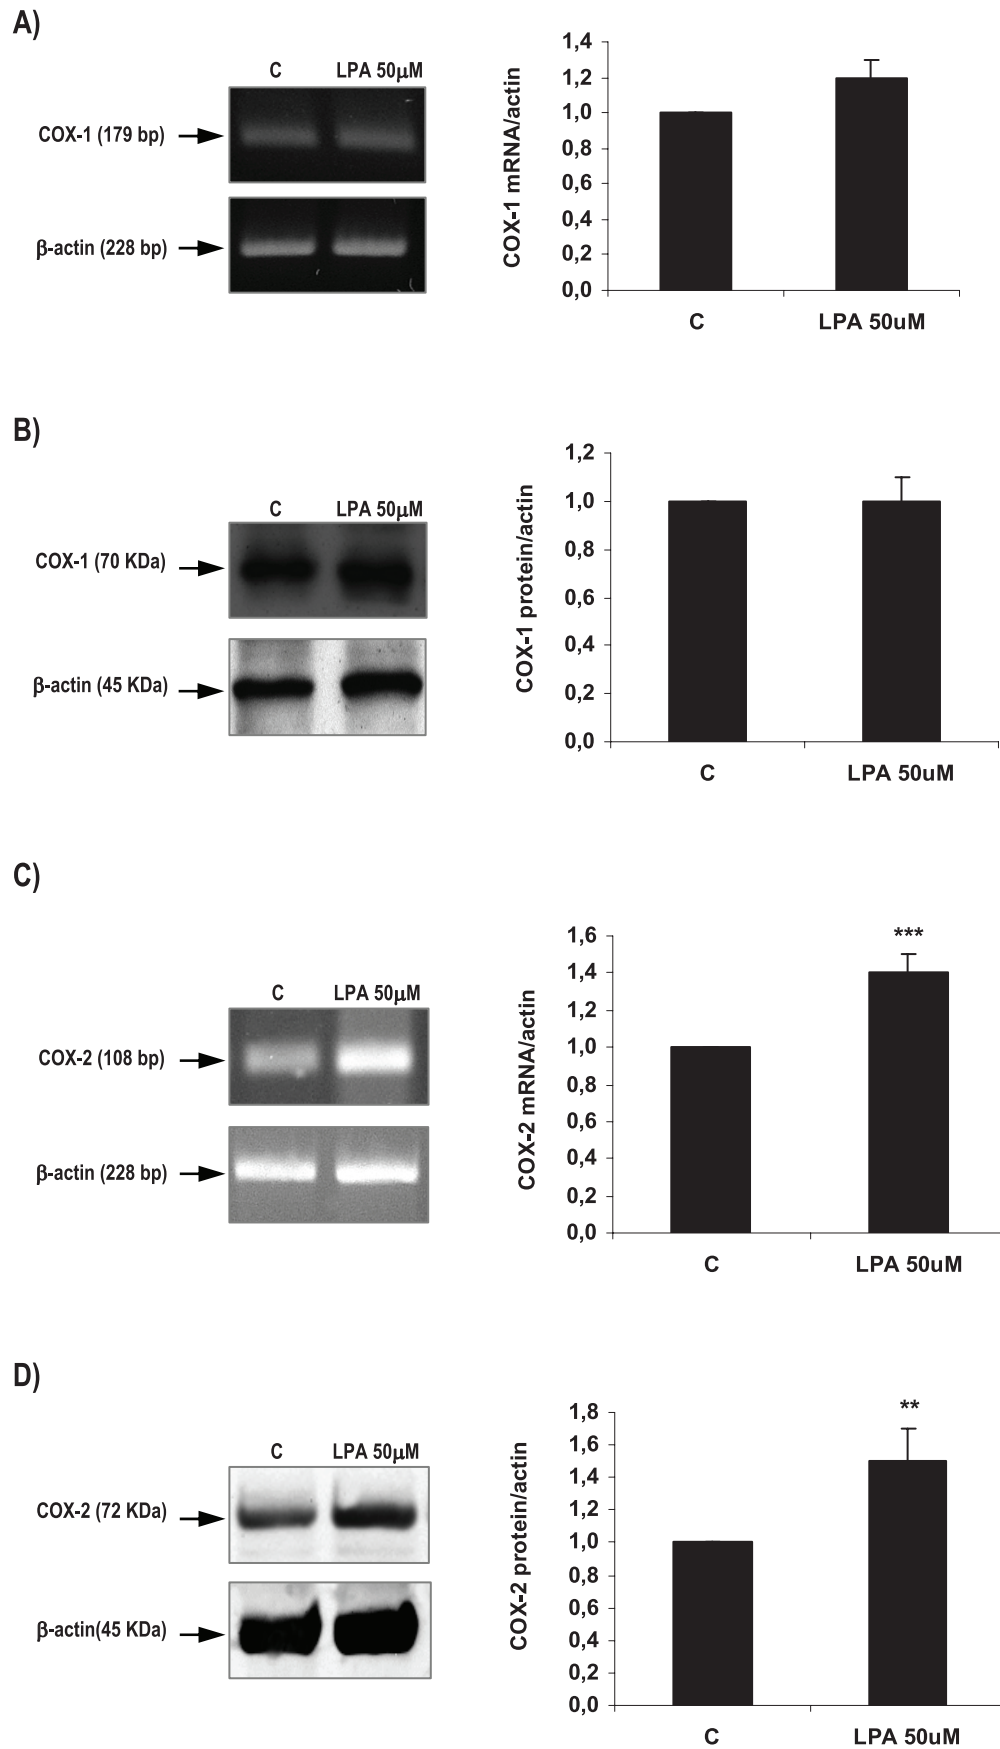 A)
C LPA 50μM
COX-1 (179 bp)
β-actin (228 bp)
COX-1 mRNA/actin
1,4
1,2
1,0
0,8
0,6
0,4
0,2
0,0
C LPA 50uM
B)
C LPA 50μM
COX-1 (70 KDa)
β-actin (45 KDa)
COX-1 protein/actin
1,2
1,0
0,8
0,6
0,4
0,2
0,0
C LPA 50uM
C)
C LPA 50μM
COX-2 (108 bp)
β-actin (228 bp)
COX-2 mRNA/actin
1,6
1,4
1,2
1,0
0,8
0,6
0,4
0,2
0,0
***
C LPA 50uM
D)
C LPA 50μM
COX-2 (72 KDa)
β-actin(45 KDa)
COX-2 protein/actin
1,8
1,6
1,4
1,2
1,0
0,8
0,6
0,4
0,2
0,0
**
C LPA 50uM